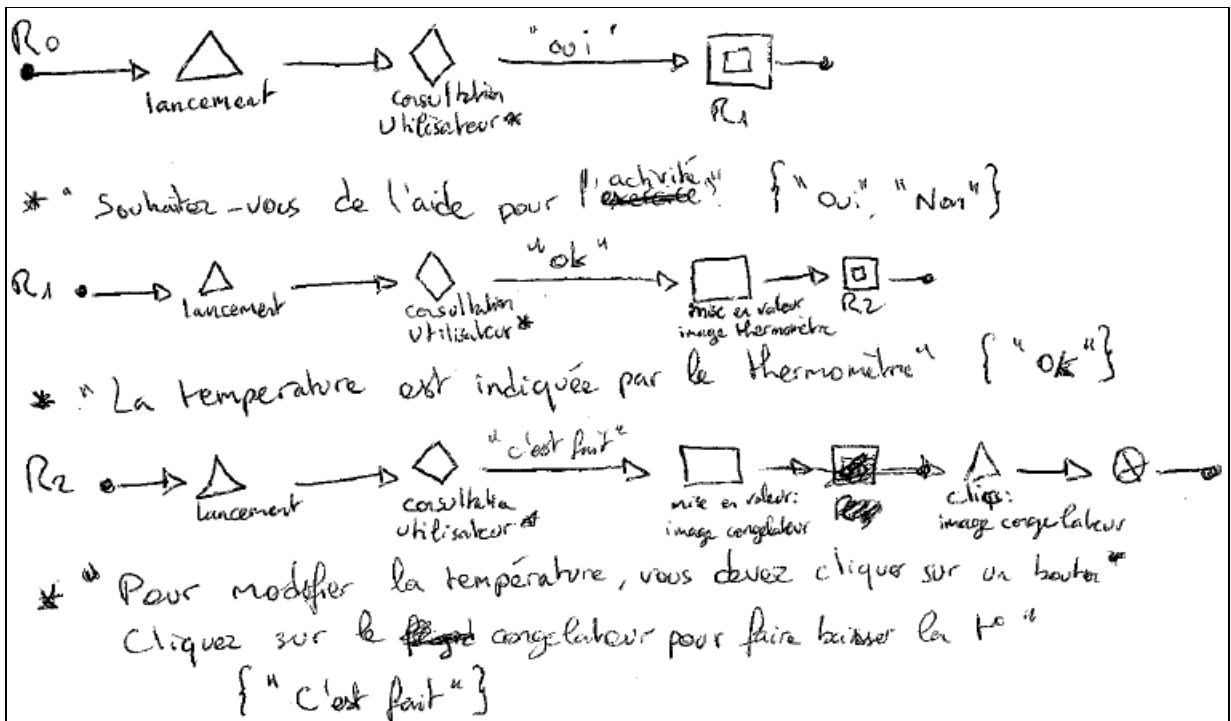 R0
"oui"
lancement
consultation
utilisateur *
R1
* "Souhaitez-vous de l'aide pour l'activité" {"Oui", "Non"}
R1
"ok"
lancement
consultation
utilisateur *
mise en valeur
image thermomètre
R2
* "La temperature est indiquée par le thermomètre" {"Ok"}
R2
"c'est fait"
lancement
consultation
utilisateur *
mise en valeur:
image congelateur
image congelateur
* "Pour modifier la température, vous devez cliquer sur un bouton"
Cliquez sur le congelateur pour faire baisser la t° "
{"C'est fait"}